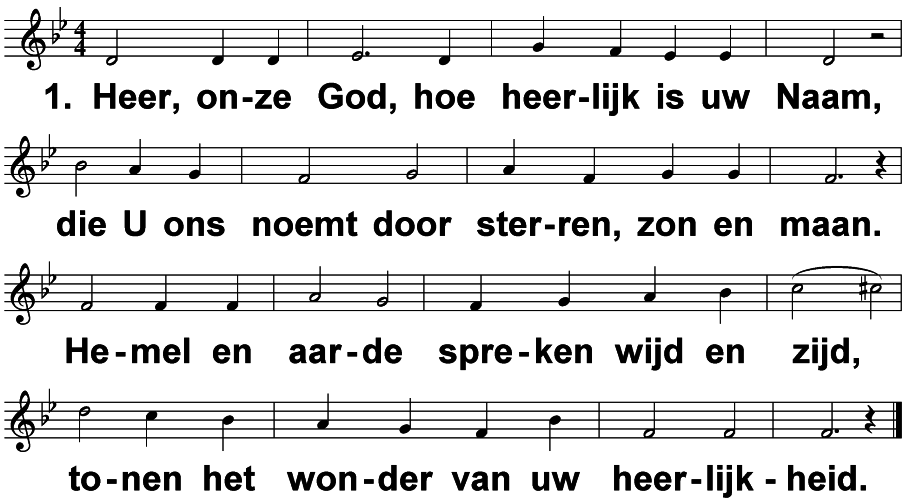 1. Heer, on-ze God, hoe heer-lijk is uw Naam,
die U ons noemt door ster-ren, zon en maan.
He-mel en aar-de spre-ken wijd en zijd,
to-nen het won-der van uw heer-lijk-heid.